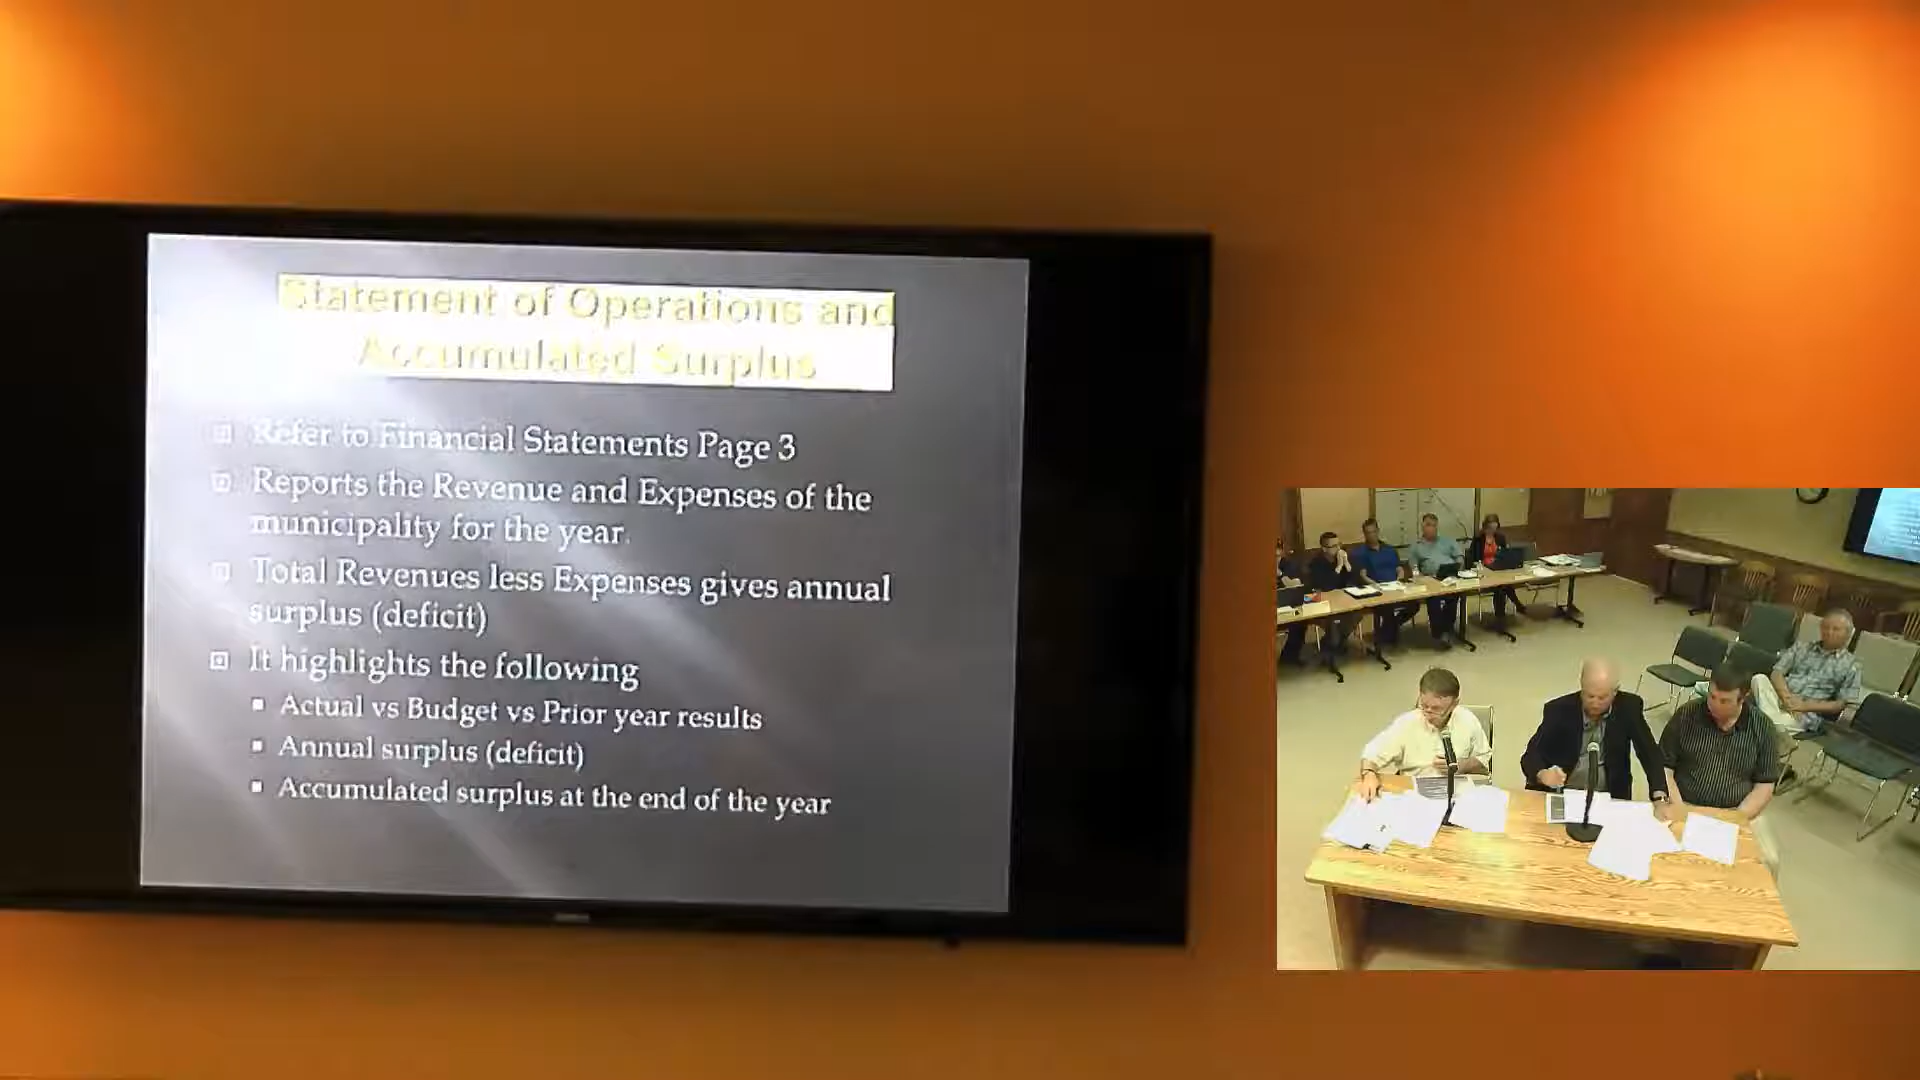 Statement of Operations and
Accumulated Surplus
Refer to Financial Statements Page 3
Reports the Revenue and Expenses of the
municipality for the year.
Total Revenues less Expenses gives annual
surplus (deficit)
It highlights the following
Actual vs Budget vs Prior year results
Annual surplus (deficit)
Accumulated surplus at the end of the year